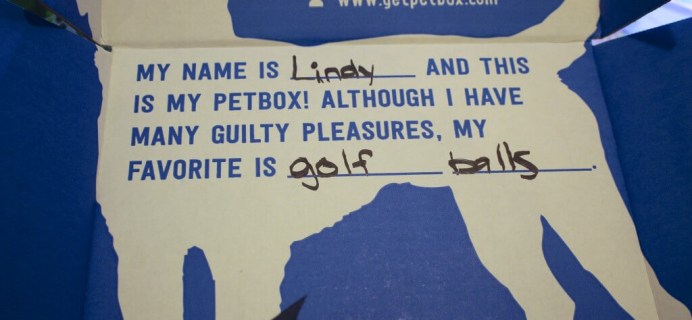 www.getpetbox.com
MY NAME IS Lindy AND THIS
IS MY PETBOX! ALTHOUGH I HAVE
MANY GUILTY PLEASURES, MY
FAVORITE IS golf balls.